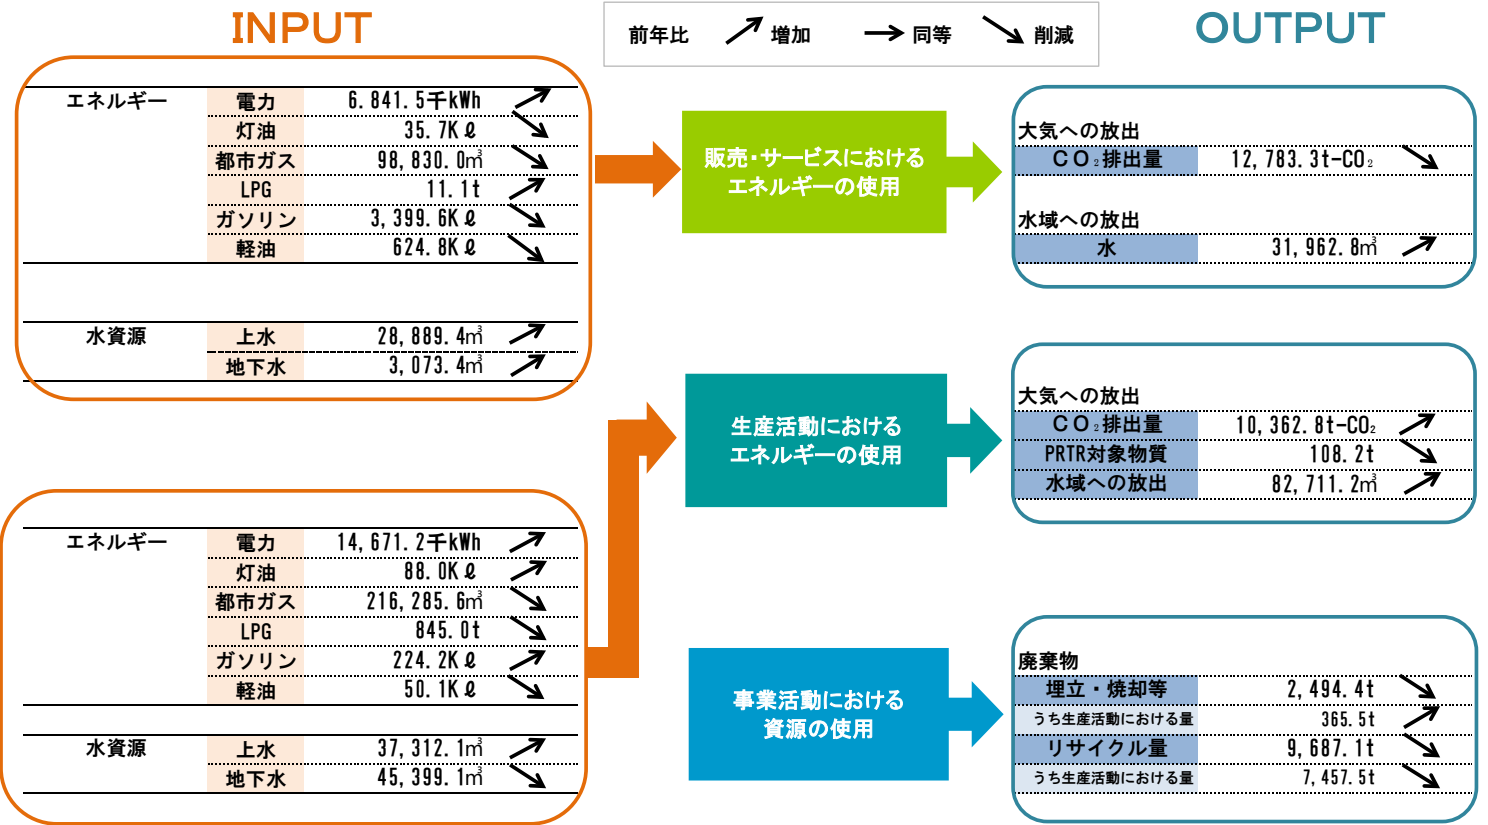 INPUT
前年比 増加 同等 削減
OUTPUT
エネルギー 電力 6.841.5千kWh
灯油 35.7Kℓ
都市ガス 98,830.0㎥
LPG 11.1t
ガソリン 3,399.6Kℓ
軽油 624.8Kℓ
水資源 上水 28,889.4㎥
地下水 3,073.4㎥
販売・サービスにおける
エネルギーの使用
大気への放出
CO₂排出量 12,783.3t-CO₂
水域への放出
水 31,962.8㎥
エネルギー 電力 14,671.2千kWh
灯油 88.0Kℓ
都市ガス 216,285.6㎥
LPG 845.0t
ガソリン 224.2Kℓ
軽油 50.1Kℓ
水資源 上水 37,312.1㎥
地下水 45,399.1㎥
生産活動における
エネルギーの使用
大気への放出
CO₂排出量 10,362.8t-CO₂
PRTR対象物質 108.2t
水域への放出 82,711.2㎥
事業活動における
資源の使用
廃棄物
埋立・焼却等 2,494.4t
うち生産活動における量 365.5t
リサイクル量 9,687.1t
うち生産活動における量 7,457.5t